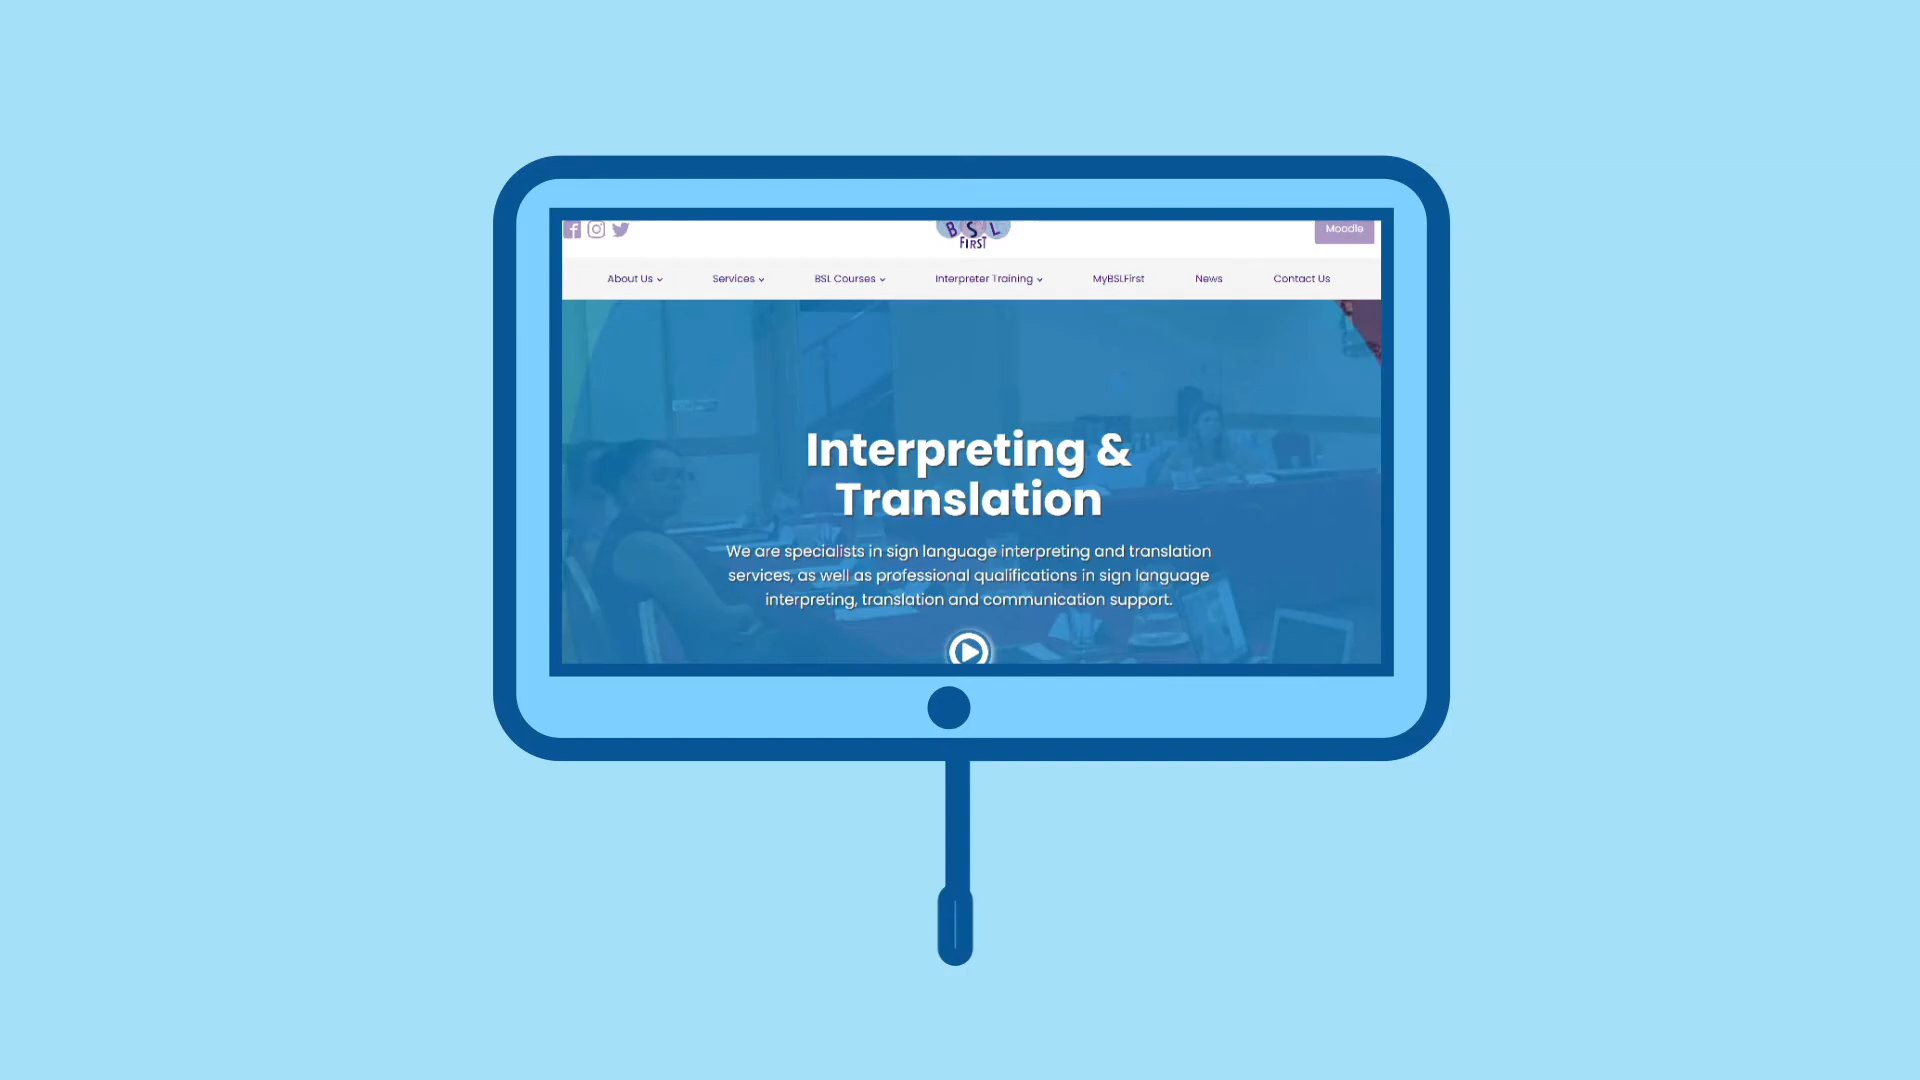 BSL
FIRST
Moodle
About Us
Services
BSL Courses
Interpreter Training
MyBSLFirst
News
Contact Us
Interpreting &
Translation
We are specialists in sign language interpreting and translation
services, as well as professional qualifications in sign language
interpreting, translation and communication support.